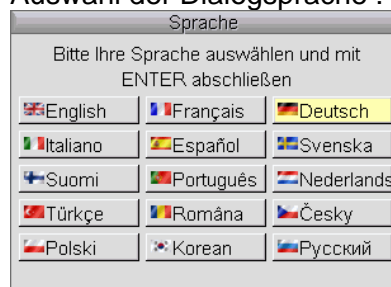 Auswahl der Dialogsprache :
Sprache
Bitte Ihre Sprache auswählen und mit
ENTER abschließen
English Français Deutsch
Italiano Español Svenska
Suomi Português Nederlands
Türkçe Româna Česky
Polski Korean Русский